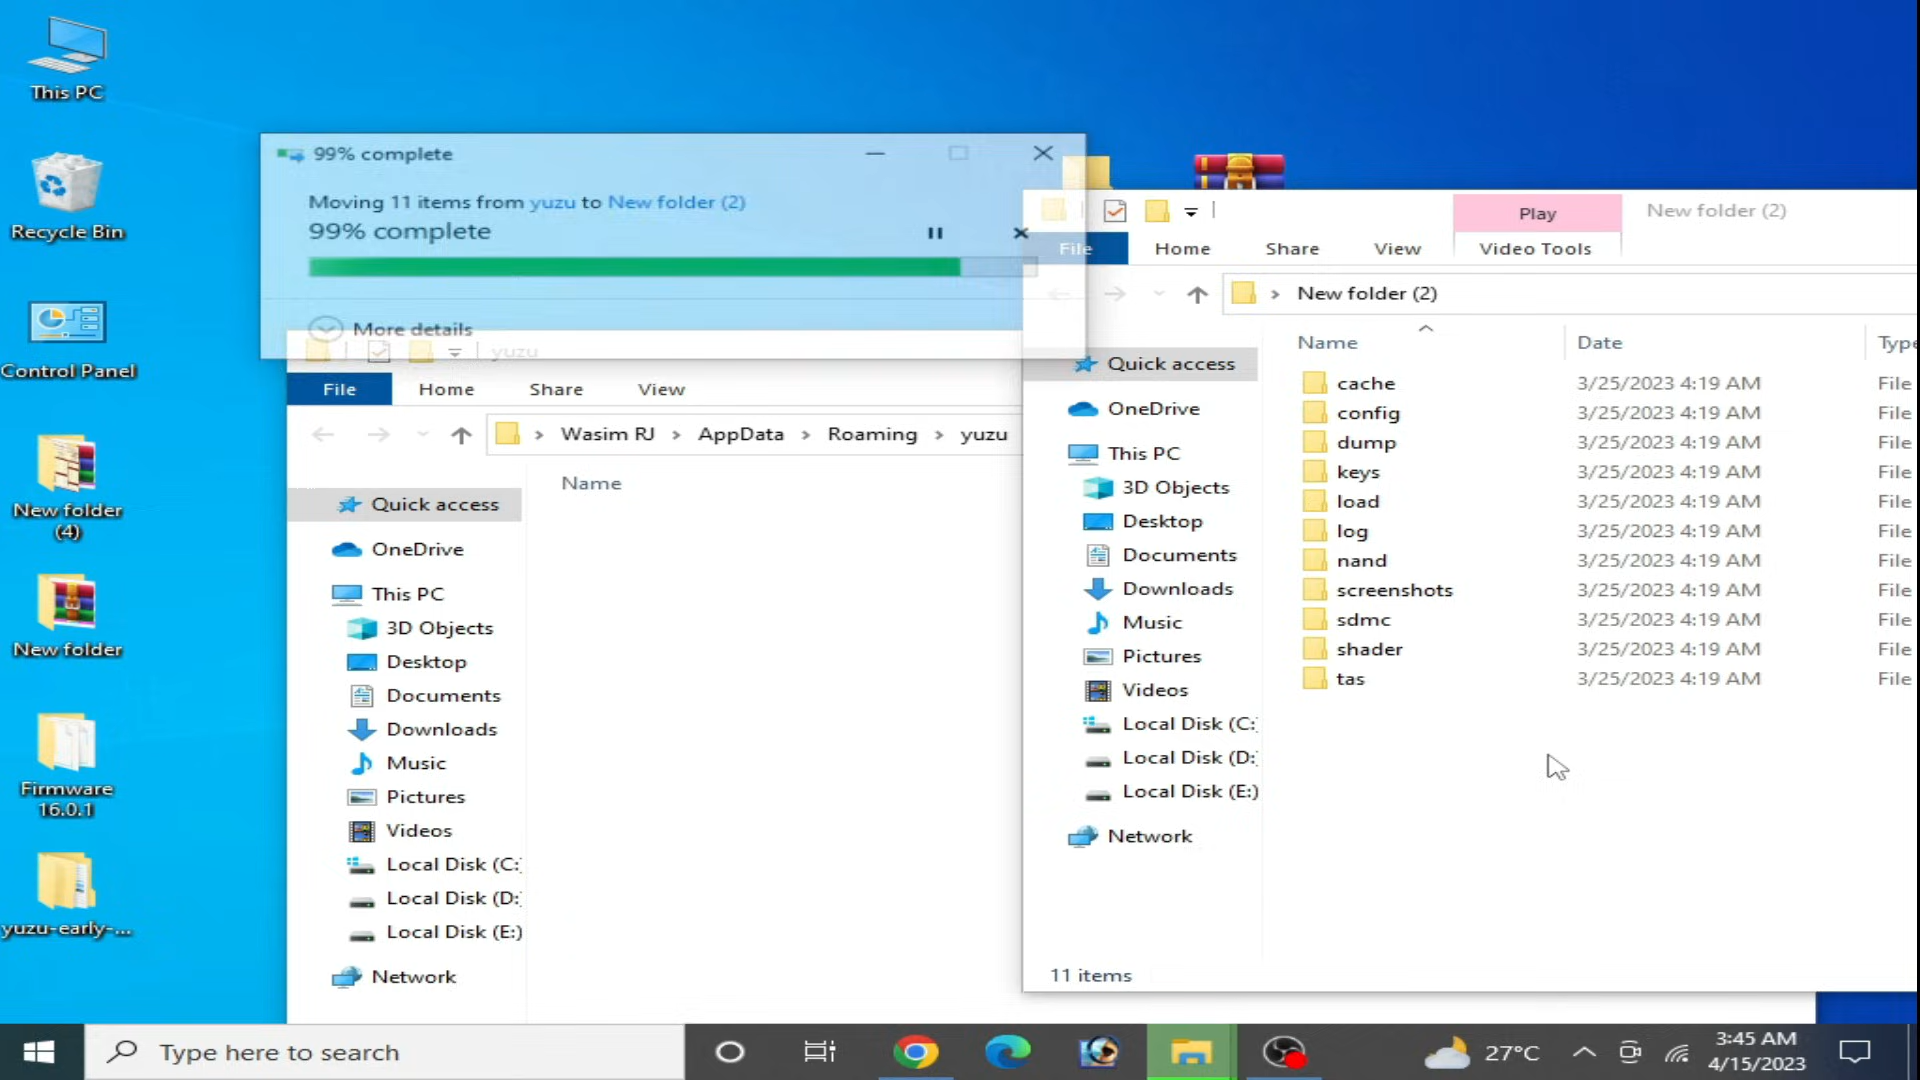 This PC
Recycle Bin
Control Panel
New folder
(4)
New folder
Firmware
16.0.1
yuzu-early-...
99% complete
Moving 11 items from yuzu to New folder (2)
99% complete
More details
yuzu
File Home Share View
Wasim RJ AppData Roaming yuzu
Name
Quick access
OneDrive
This PC
3D Objects
Desktop
Documents
Downloads
Music
Pictures
Videos
Local Disk (C:
Local Disk (D:
Local Disk (E:)
Network
Play New folder (2)
File Home Share View Video Tools
New folder (2)
Name Date Type
Quick access
OneDrive
This PC
3D Objects
Desktop
Documents
Downloads
Music
Pictures
Videos
Local Disk (C:
Local Disk (D:
Local Disk (E:)
Network
cache 3/25/2023 4:19 AM File
config 3/25/2023 4:19 AM File
dump 3/25/2023 4:19 AM File
keys 3/25/2023 4:19 AM File
load 3/25/2023 4:19 AM File
log 3/25/2023 4:19 AM File
nand 3/25/2023 4:19 AM File
screenshots 3/25/2023 4:19 AM File
sdmc 3/25/2023 4:19 AM File
shader 3/25/2023 4:19 AM File
tas 3/25/2023 4:19 AM File
11 items
Type here to search
27°C
3:45 AM
4/15/2023